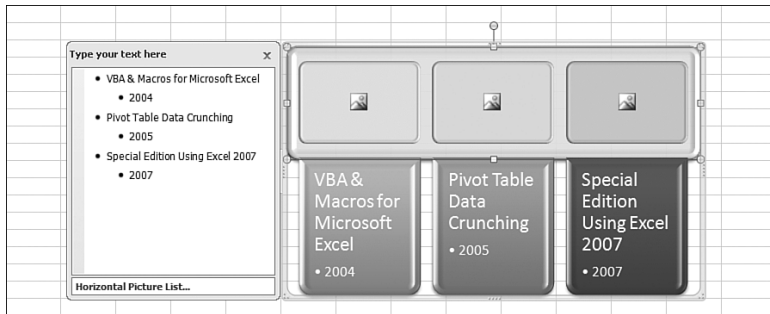 Type your text here x
• VBA & Macros for Microsoft Excel
• 2004
• Pivot Table Data Crunching
• 2005
• Special Edition Using Excel 2007
• 2007
Horizontal Picture List...
VBA &
Macros for
Microsoft
Excel
• 2004
Pivot Table
Data
Crunching
• 2005
Special
Edition
Using Excel
2007
• 2007